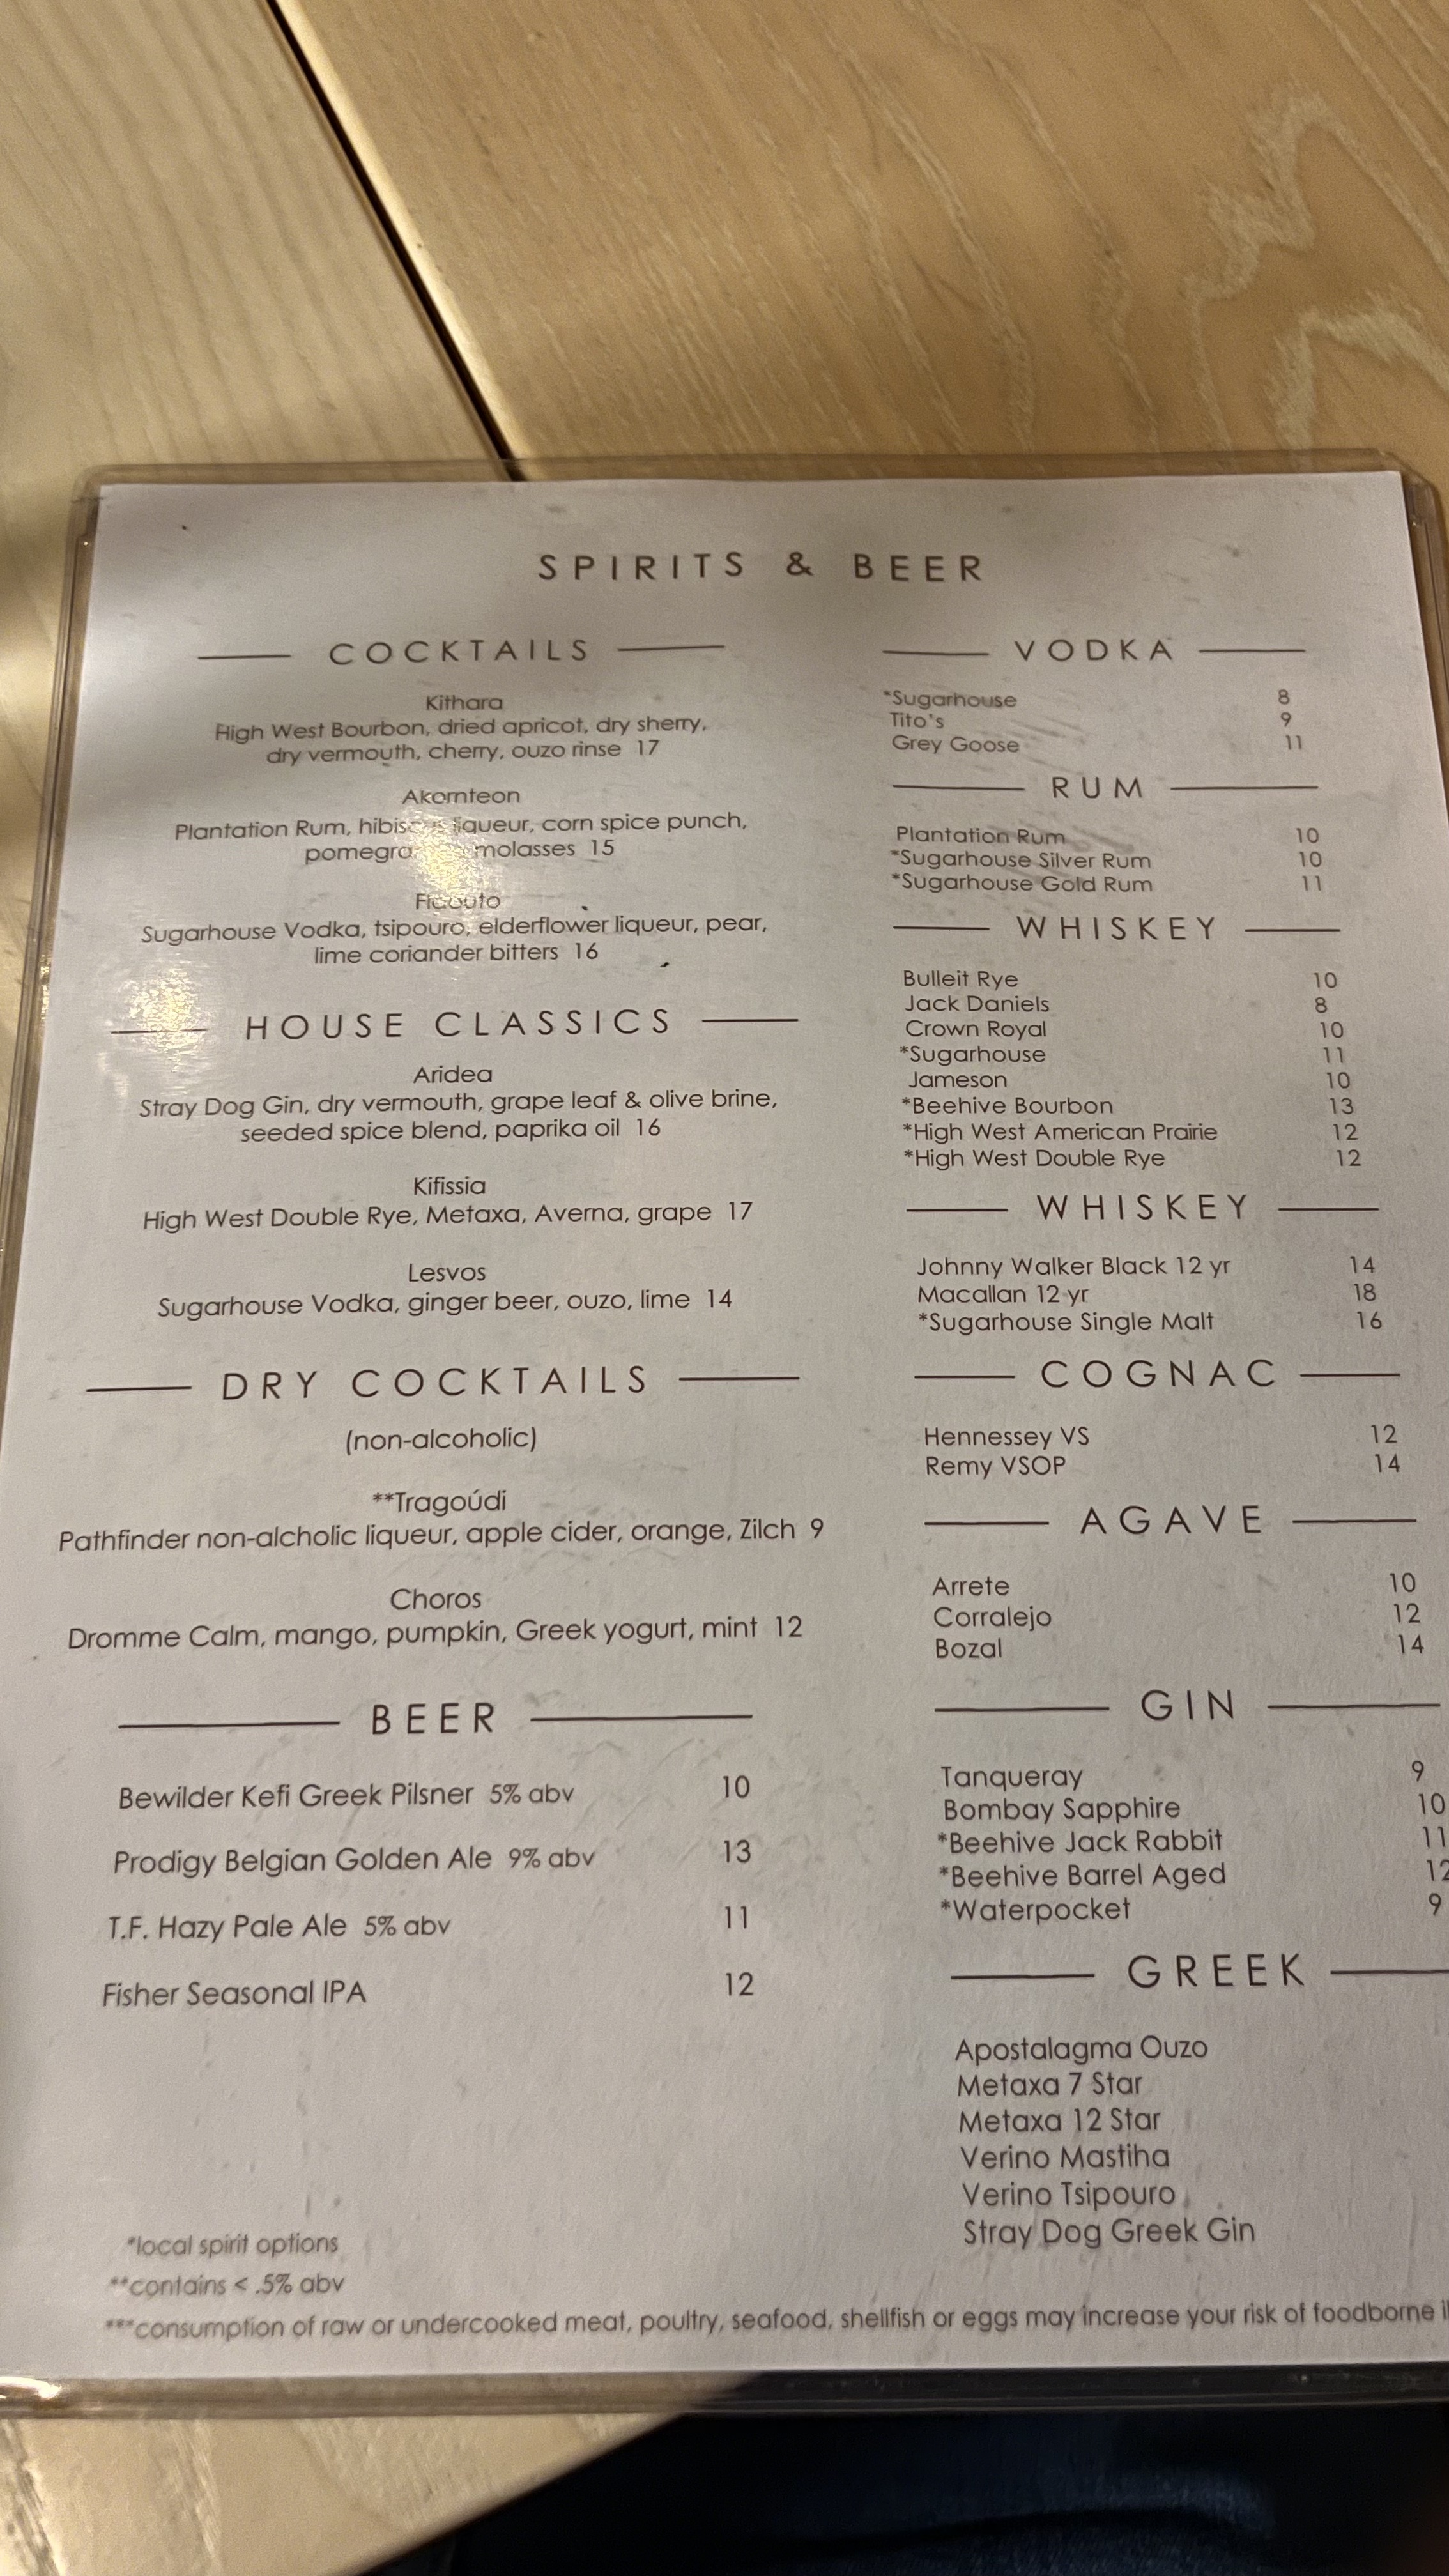 SPIRITS & BEER
COCKTAILS
Kithara
High West Bourbon, dried apricot, dry sherry,
dry vermouth, cherry, ouzo rinse 17
Akornteon
Plantation Rum, liqueur, corn spice punch,
molasses 15
Sugarhouse Vodka, tsipouro, elderflower liqueur, pear,
lime coriander bitters 16
HOUSE CLASSICS
Aridea
Stray Dog Gin, dry vermouth, grape leaf & olive brine,
seeded spice blend, paprika oil 16
Kifissia
High West Double Rye, Metaxa, Averna, grape 17
Lesvos
Sugarhouse Vodka, ginger beer, ouzo, lime 14
DRY COCKTAILS
(non-alcoholic)
**Tragoúdi
Pathfinder non-alcholic liqueur, apple cider, orange, Zilch 9
Choros
Dromme Calm, mango, pumpkin, Greek yogurt, mint 12
BEER
Bewilder Kefi Greek Pilsner 5% abv 10
Prodigy Belgian Golden Ale 9% abv 13
T.F. Hazy Pale Ale 5% abv 11
Fisher Seasonal IPA 12
VODKA
*Sugarhouse 8
Tito's 9
Grey Goose 11
RUM
Plantation Rum 10
*Sugarhouse Silver Rum 10
*Sugarhouse Gold Rum 11
WHISKEY
Bulleit Rye 10
Jack Daniels 8
Crown Royal 10
*Sugarhouse 11
Jameson 10
*Beehive Bourbon 13
*High West American Prairie 12
*High West Double Rye 12
WHISKEY
Johnny Walker Black 12 yr 14
Macallan 12 yr 18
*Sugarhouse Single Malt 16
COGNAC
Hennessey VS 12
Remy VSOP 14
AGAVE
Arrete 10
Corralejo 12
Bozal 14
GIN
Tanqueray 9
Bombay Sapphire 10
*Beehive Jack Rabbit 11
*Beehive Barrel Aged 12
*Waterpocket 9
GREEK
Apostalagma Ouzo
Metaxa 7 Star
Metaxa 12 Star
Verino Mastiha
Verino Tsipouro
Stray Dog Greek Gin
*local spirit options
**contains < .5% abv
***consumption of raw or undercooked meat, poultry, seafood, shellfish or eggs may increase your risk of foodborne